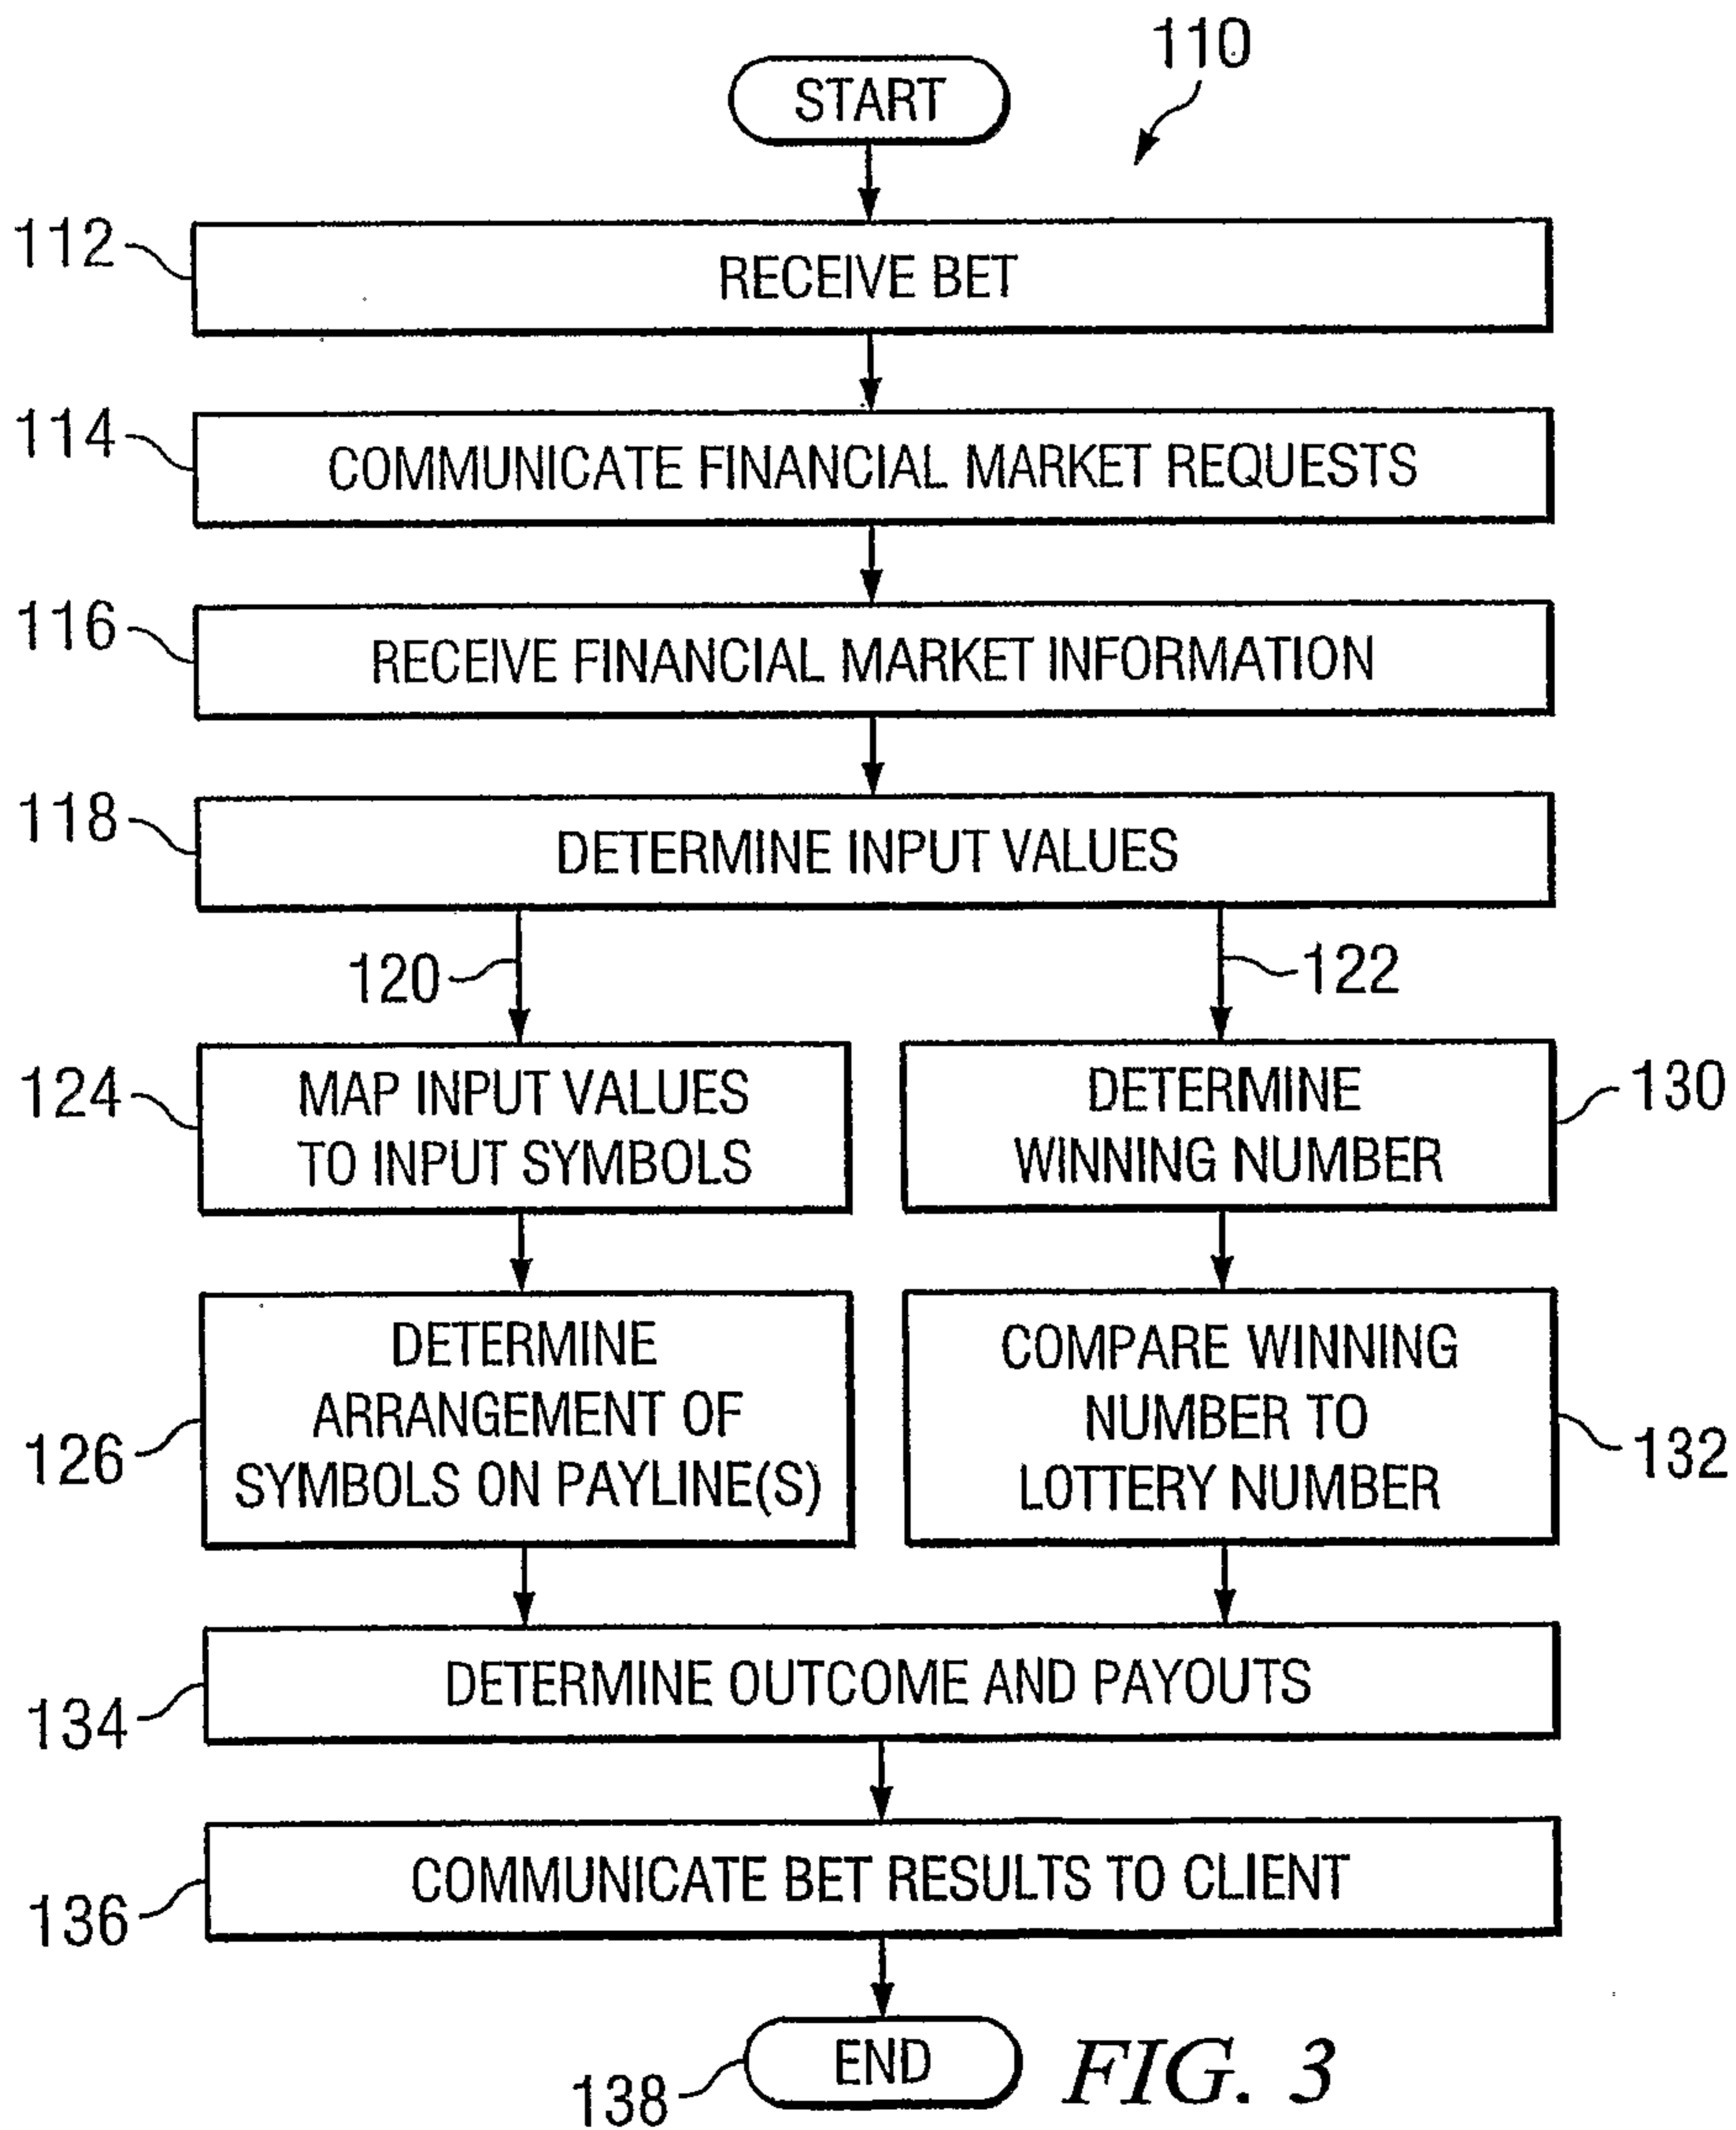 110
START
112
RECEIVE BET
114
COMMUNICATE FINANCIAL MARKET REQUESTS
116
RECEIVE FINANCIAL MARKET INFORMATION
118
DETERMINE INPUT VALUES
120
122
124
MAP INPUT VALUES
TO INPUT SYMBOLS
DETERMINE
WINNING NUMBER
130
126
DETERMINE
ARRANGEMENT OF
SYMBOLS ON PAYLINE(S)
COMPARE WINNING
NUMBER TO
LOTTERY NUMBER
132
134
DETERMINE OUTCOME AND PAYOUTS
136
COMMUNICATE BET RESULTS TO CLIENT
138
END
FIG. 3